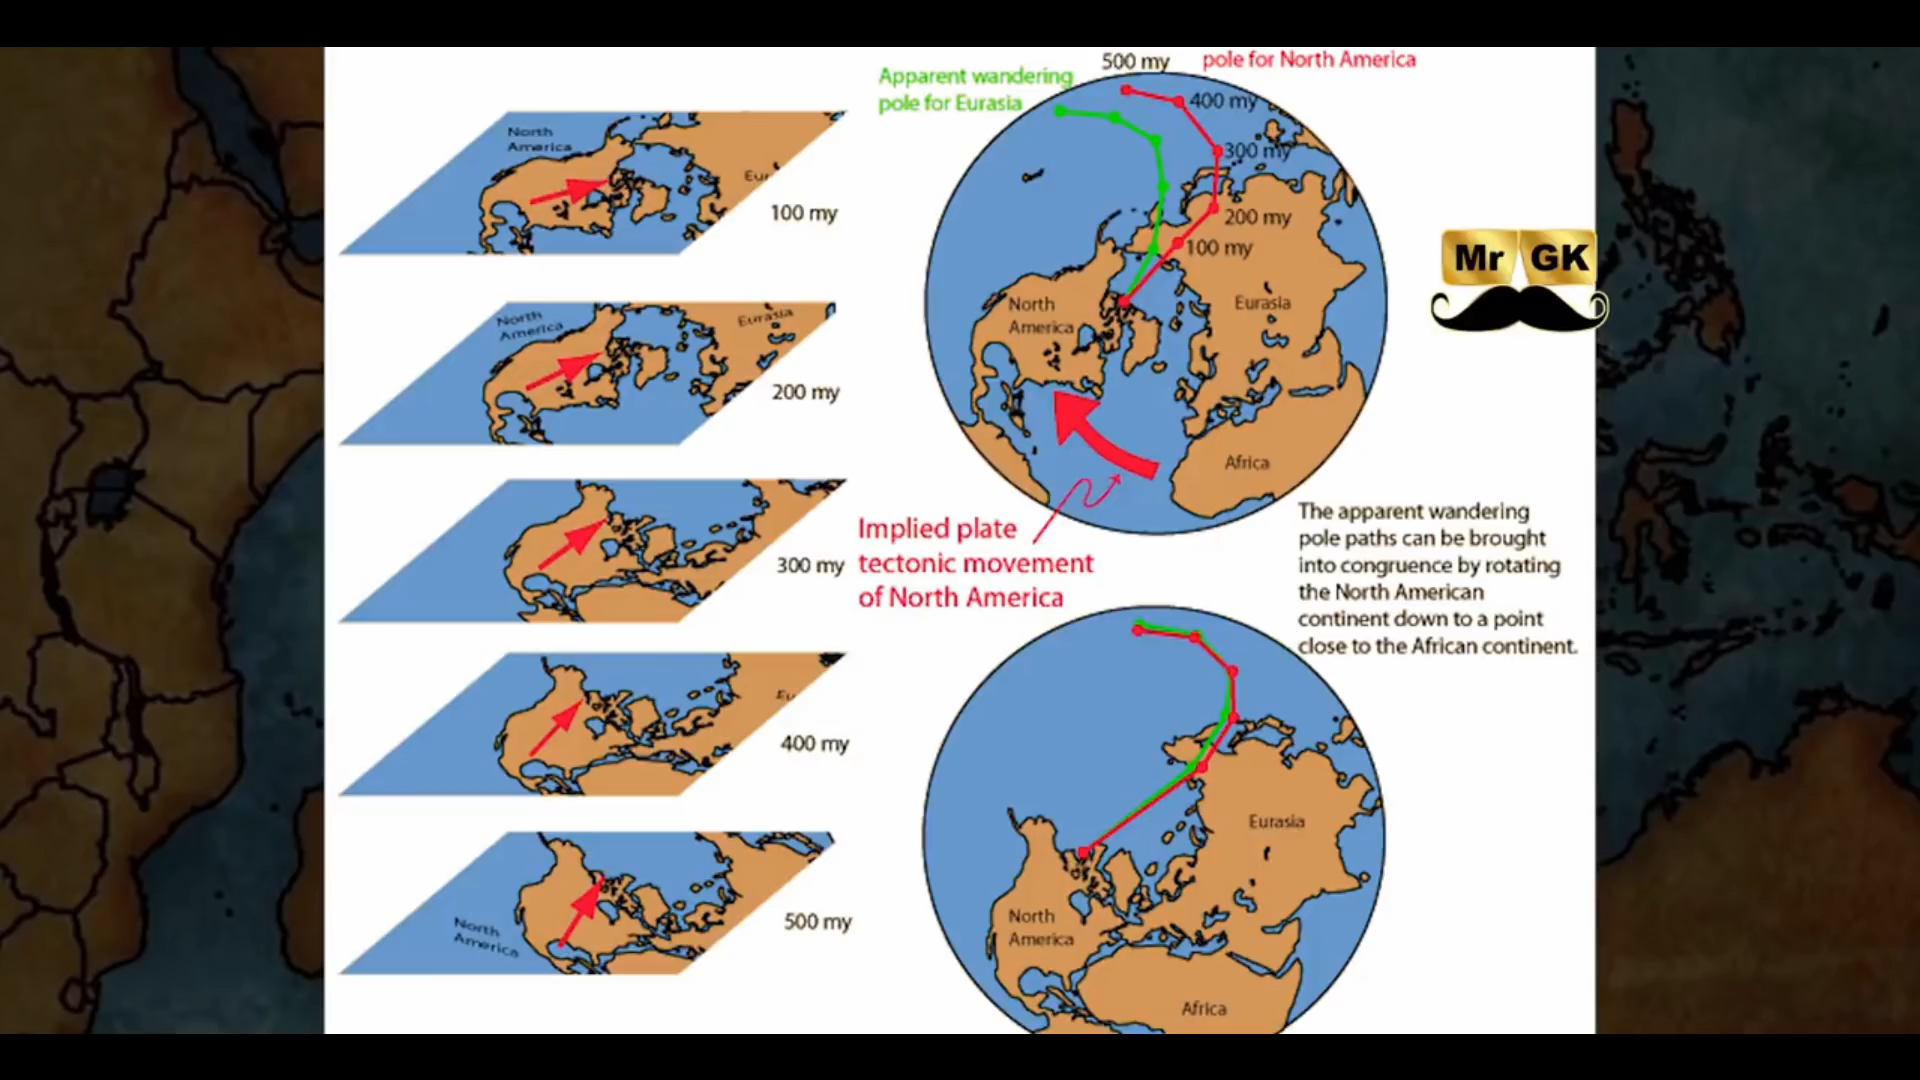 North
America
Eur
100 my
North
America
Eurasia
200 my
300 my
Eu
400 my
North
America
500 my
500 my
pole for North America
Apparent wandering
pole for Eurasia
400 my
300 my
200 my
100 my
North
America
Eurasia
Africa
Implied plate
tectonic movement
of North America
The apparent wandering
pole paths can be brought
into congruence by rotating
the North American
continent down to a point
close to the African continent.
Eurasia
North
America
Africa
Mr GK